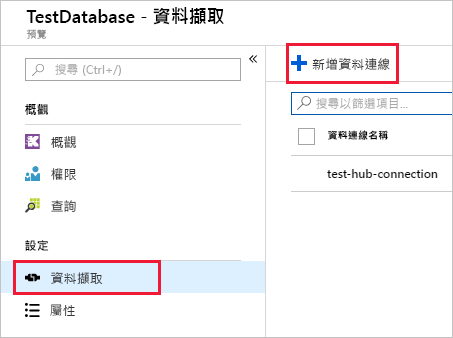 TestDatabase - 資料擷取
預覽
搜尋 (Ctrl+/)
«
概觀
概觀
權限
查詢
設定
資料擷取
屬性
新增資料連線
搜尋以篩選項目...
資料連線名稱
test-hub-connection